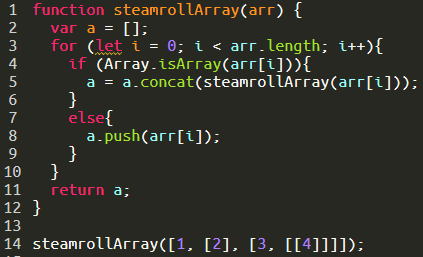 1 function steamrollArray(arr) {
2   var a = [];
3   for (let i = 0; i < arr.length; i++){
4     if (Array.isArray(arr[i])){
5       a = a.concat(steamrollArray(arr[i]));
6     }
7     else{
8       a.push(arr[i]);
9     }
10   }
11   return a;
12 }
13
14 steamrollArray([1, [2], [3, [[4]]]]);